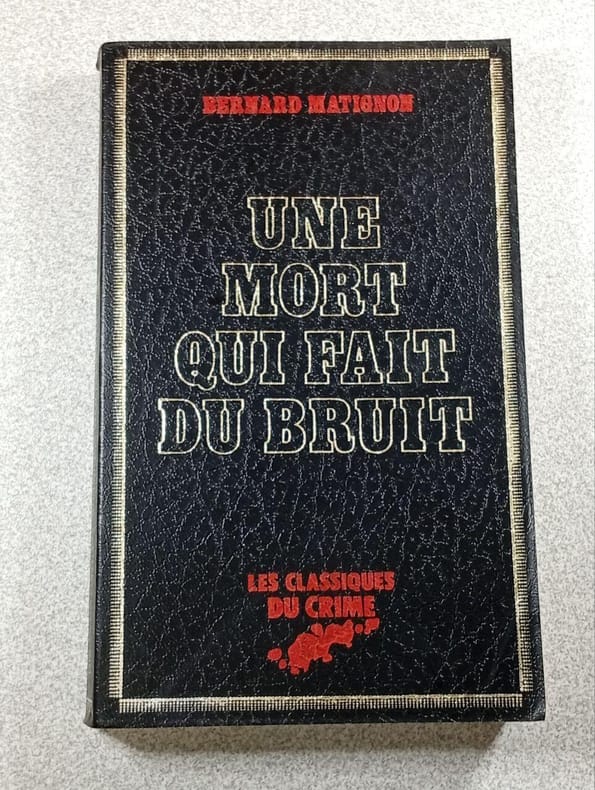 BERNARD MATIGNON
UNE
MORT
QUI FAIT
DU BRUIT
LES CLASSIQUES
DU CRIME